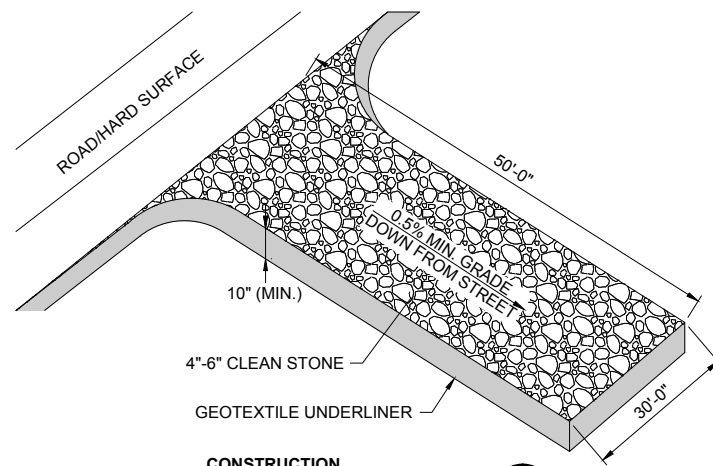 ROAD/HARD SURFACE
50'-0"
0.5% MIN. GRADE
DOWN FROM STREET
10" (MIN.)
4"-6" CLEAN STONE
GEOTEXTILE UNDERLINER
30'-0"
CONSTRUCTION